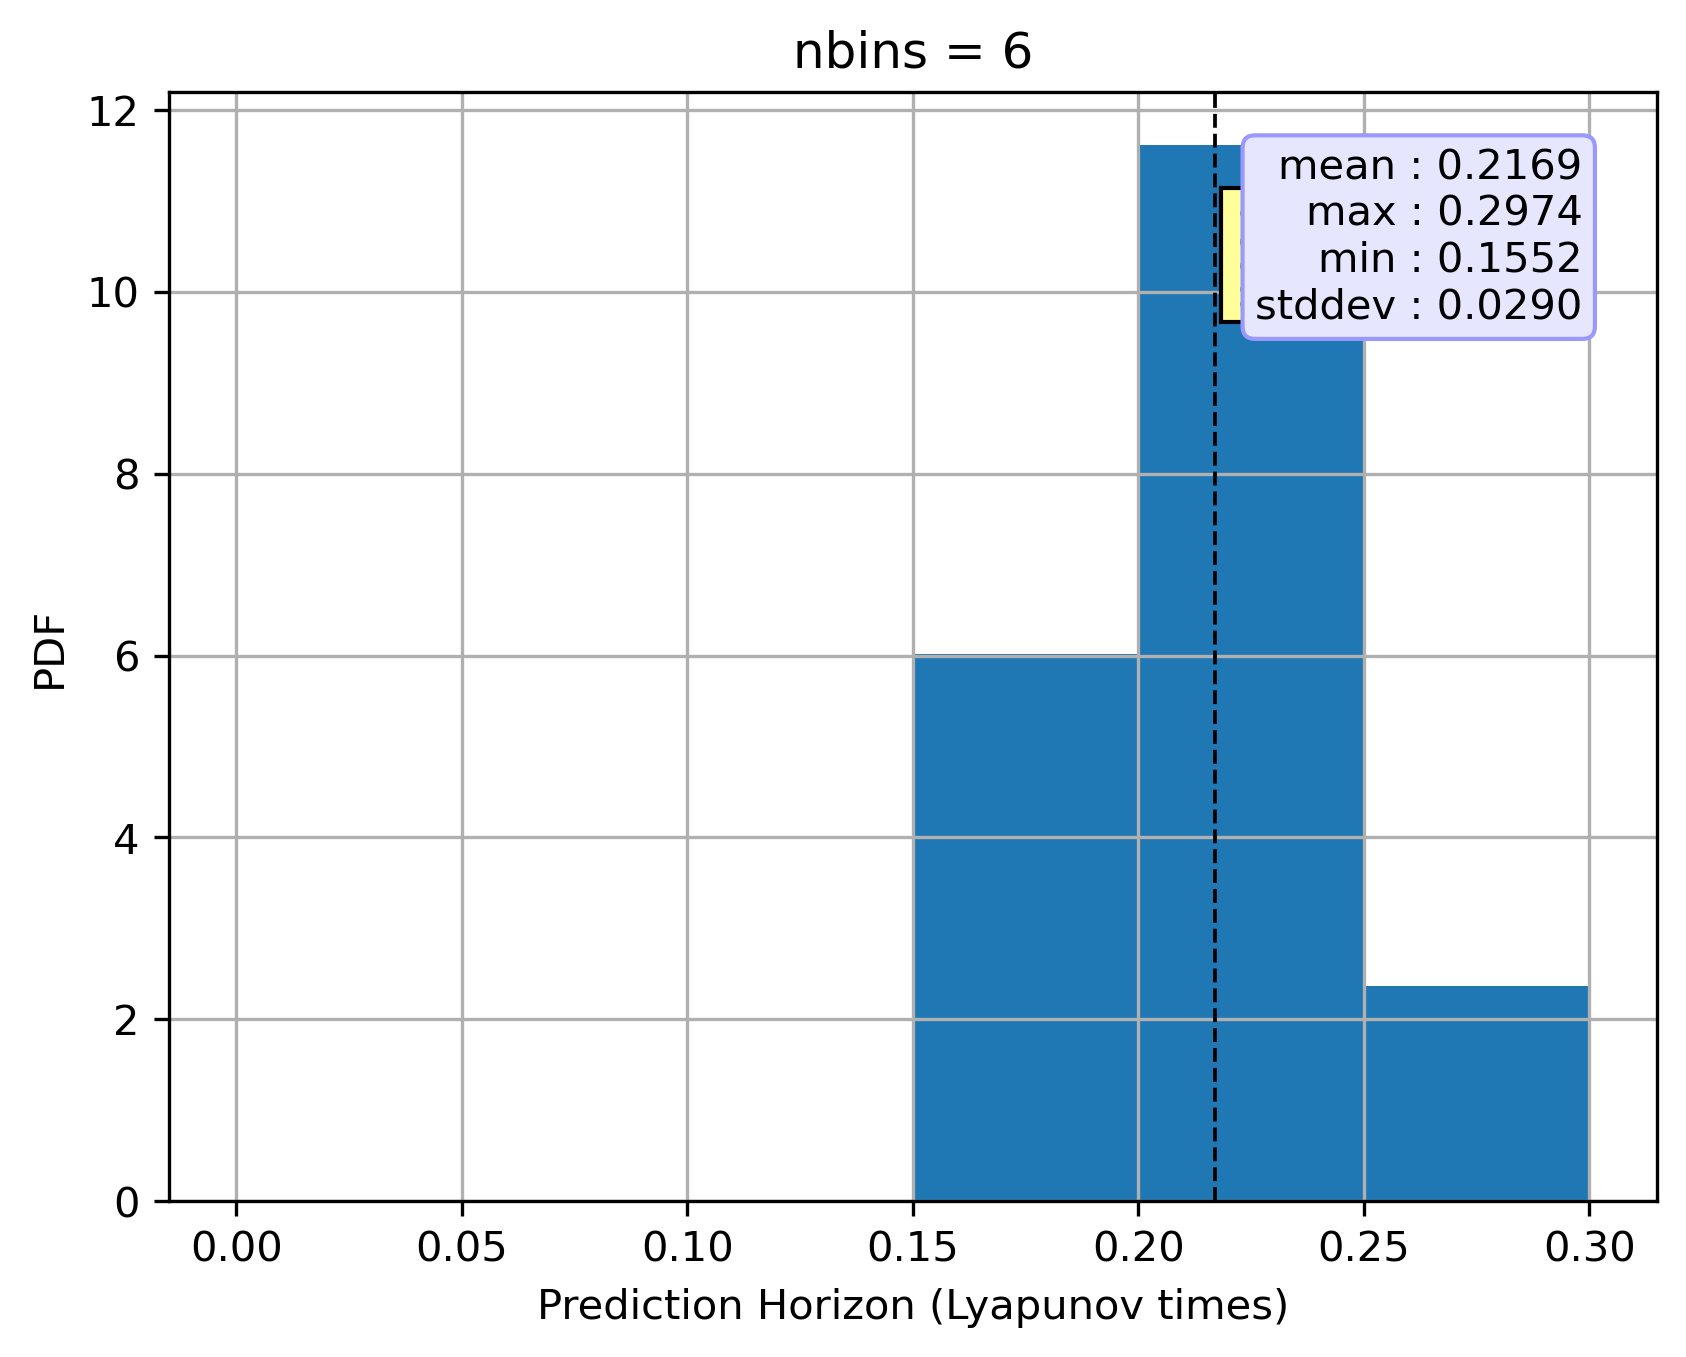 nbins = 6
12
10
8
6
4
2
0
PDF
mean : 0.2169
max : 0.2974
min : 0.1552
stddev : 0.0290
0.00 0.05 0.10 0.15 0.20 0.25 0.30
Prediction Horizon (Lyapunov times)